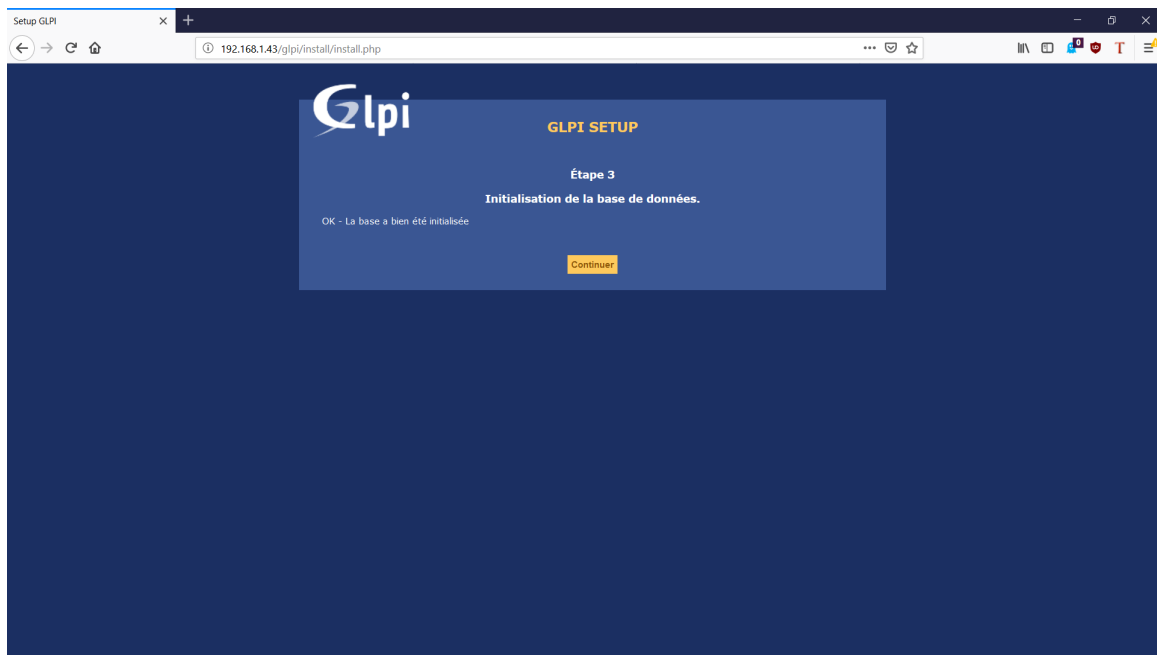 Setup GLPI
192.168.1.43/glpi/install/install.php
0
T
Glpi
GLPI SETUP
Étape 3
Initialisation de la base de données.
OK - La base a bien été initialisée
Continuer